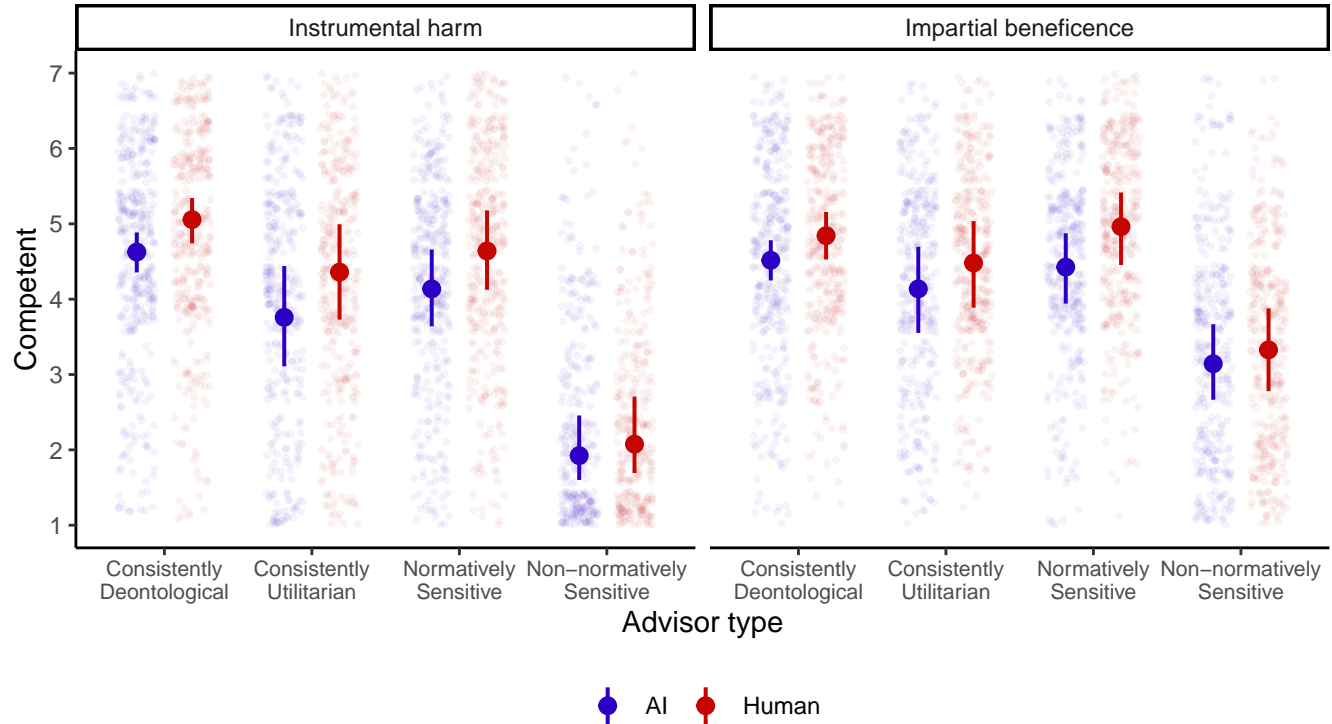 Instrumental harm
Impartial beneficence
Competent
7
6
5
4
3
2
1
Consistently
Deontological
Consistently
Utilitarian
Normatively
Sensitive
Non−normatively
Sensitive
Consistently
Deontological
Consistently
Utilitarian
Normatively
Sensitive
Non−normatively
Sensitive
Advisor type
AI
Human